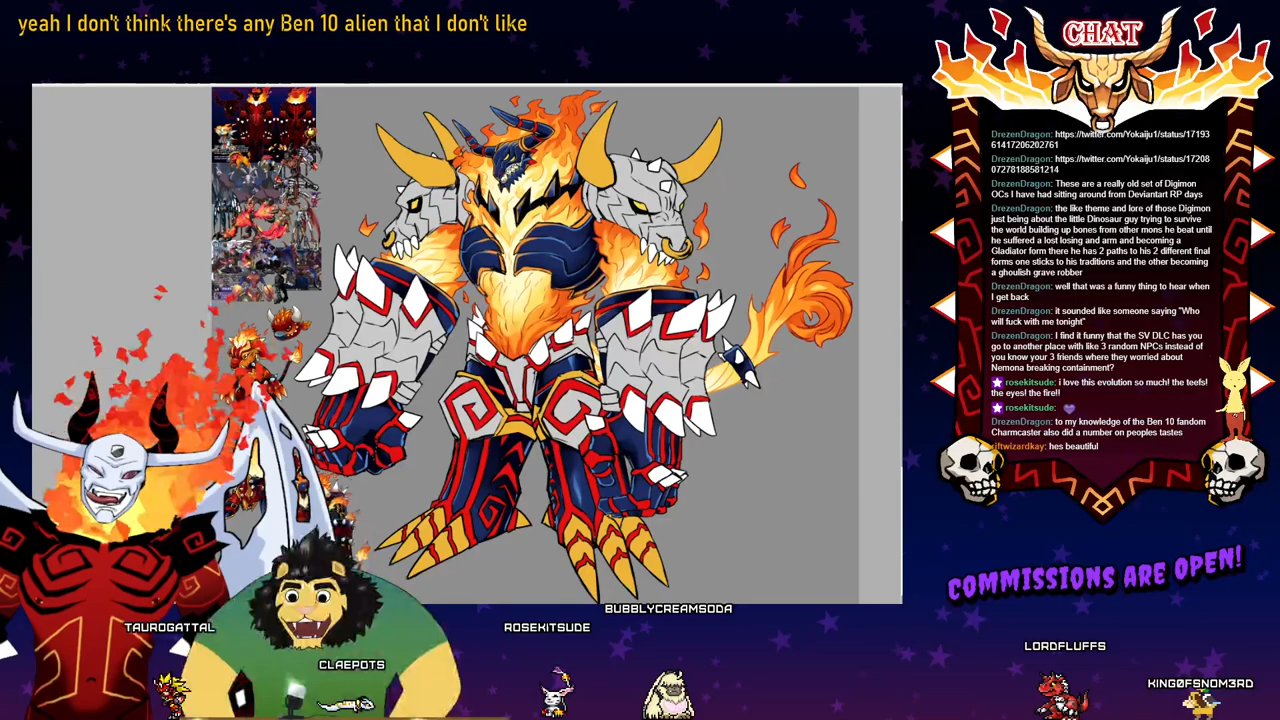 yeah I don't think there's any Ben 10 alien that I don't like
CHAT
DrezenDragon: https://twitter.com/Yokaiju1/status/17193
61417206202761
DrezenDragon: https://twitter.com/Yokaiju1/status/17208
07278188581214
DrezenDragon: These are a really old set of Digimon
OCs I have had sitting around from Deviantart RP days
DrezenDragon: the like theme and lore of those Digimon
just being about the little Dinosaur guy trying to survive
the world building up bones from other mons he beat until
he suffered a lost losing and arm and becoming a
Gladiator form there he has 2 paths to his 2 different final
forms one sticks to his traditions and the other becoming
a ghoulish grave robber
DrezenDragon: well that was a funny thing to hear when
I get back
DrezenDragon: it sounded like someone saying "Who
will fuck with me tonight"
DrezenDragon: I find it funny that the SV DLC has you
go to another place with like 3 random NPCs instead of
you know your 3 friends where they worried about
Nemona breaking containment?
rosekitsude: i love this evolution so much! the teefs!
the eyes! the fire!!
rosekitsude:
DrezenDragon: to my knowledge of the Ben 10 fandom
Charmcaster also did a number on peoples tastes
riftwizardkay: hes beautiful
COMMISSIONS ARE OPEN!
BUBBLYCREAMSODA
TAUROGATTAL
ROSEKITSUDE
LORDFLUFFS
CLAEPOTS
KING0FSNOM3RD